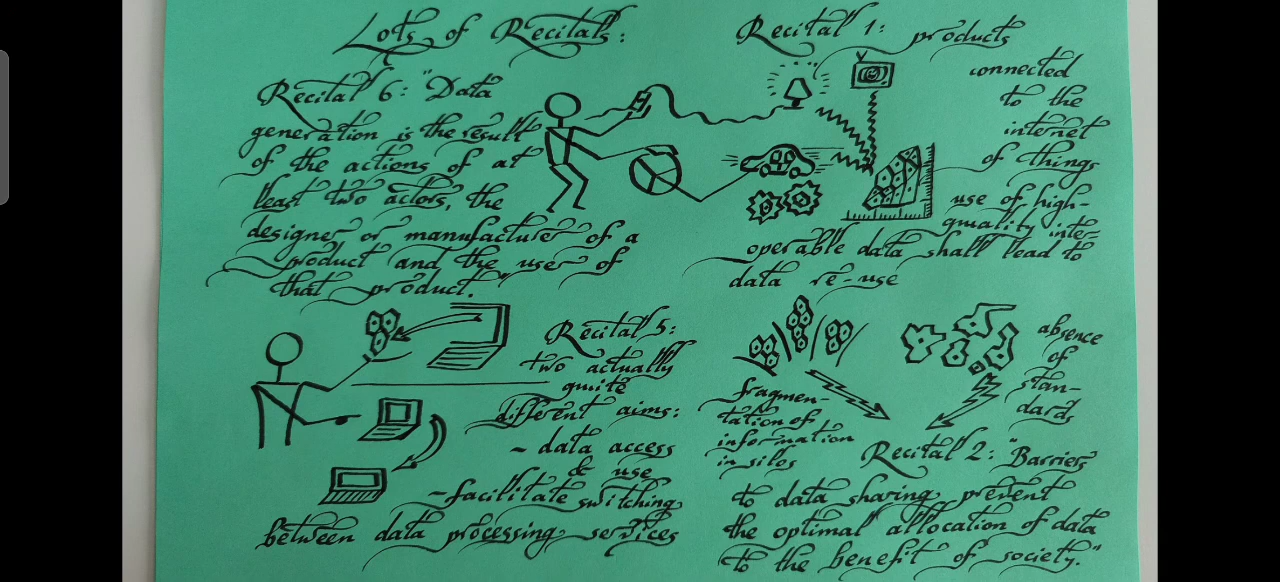 Lots of Recitals:
Recital 6: "Data
generation is the result
of the actions of at
least two actors, the
designer or manufacturer of a
product and the user of
that product."
Recital 1: products
connected
to the
internet
of things
use of high-
quality inter-
operable data shall lead to
data re-use
Recital 5:
two actually
quite
different aims:
- data access
& use
- facilitate switching
between data processing services
fragmen-
tation of
information
in silos
absence
of
stan-
dards
Recital 2: "Barriers
to data sharing prevent
the optimal allocation of data
to the benefit of society."